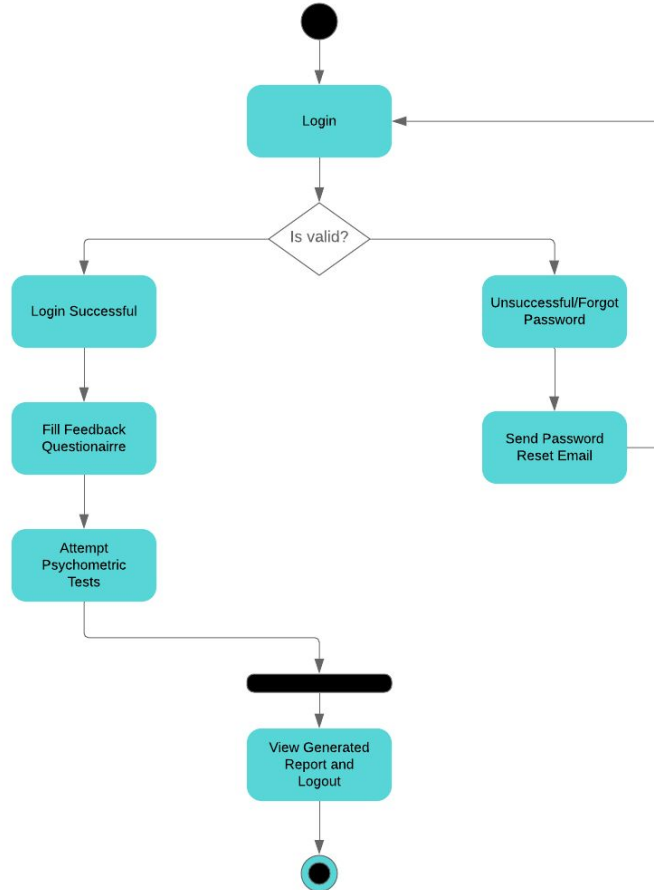 Login
Is valid?
Login Successful
Unsuccessful/Forgot
Password
Fill Feedback
Questionairre
Send Password
Reset Email
Attempt
Psychometric
Tests
View Generated
Report and
Logout